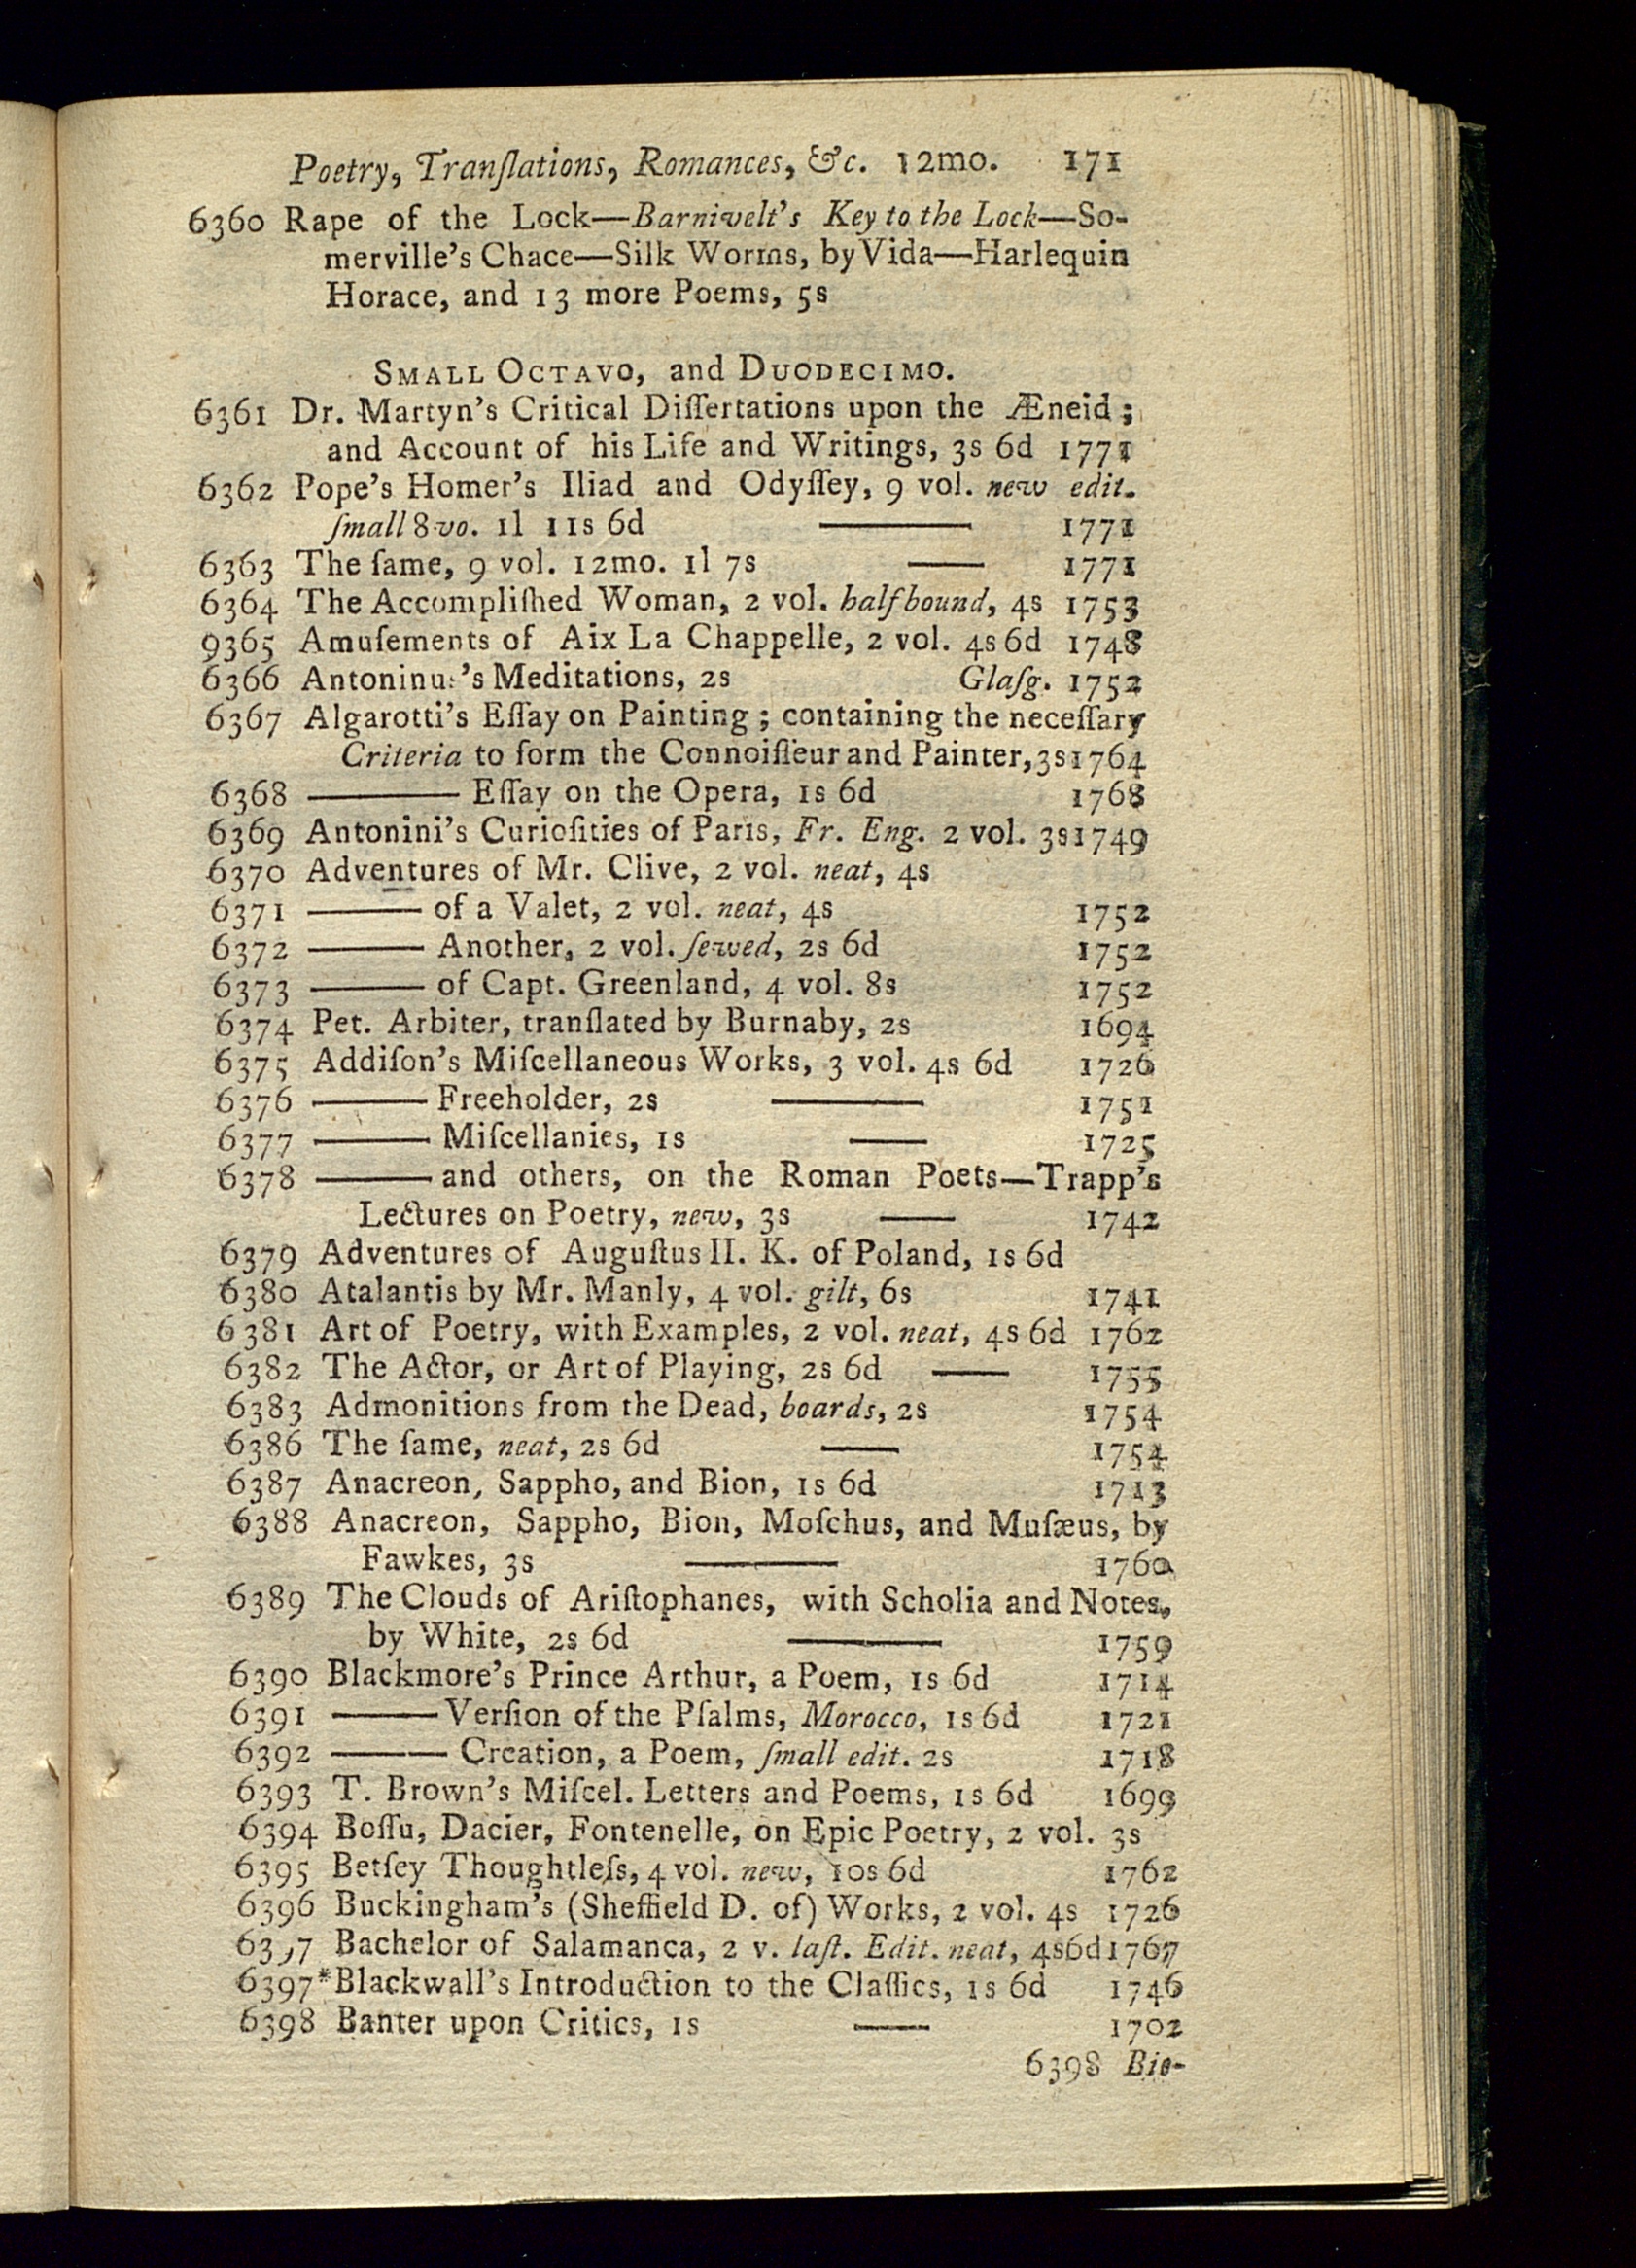 Poetry, Tranſlations, Romances, &c. 12mo. 171
6360 Rape of the Lock—Barnivelt's Key to the Lock—So-
merville's Chace—Silk Worms, by Vida—Harlequin
Horace, and 13 more Poems, 5s
SMALL OCTAVO, and DUODECIMO.
6361 Dr. Martyn's Critical Diſſertations upon the Æneid;
and Account of his Life and Writings, 3s 6d 1771
6362 Pope's Homer's Iliad and Odyſſey, 9 vol. new edit.
ſmall 8vo. 1l 11s 6d —— 1771
6363 The ſame, 9 vol. 12mo. 1l 7s — 1771
6364 The Accompliſhed Woman, 2 vol. half bound, 4s 1753
9365 Amuſements of Aix La Chappelle, 2 vol. 4s 6d 1748
6366 Antoninus's Meditations, 2s Glaſg. 1752
6367 Algarotti's Eſſay on Painting; containing the neceſſary
Criteria to form the Connoiſſeur and Painter, 3s 1764
6368 —— Eſſay on the Opera, 1s 6d 1768
6369 Antonini's Curioſities of Paris, Fr. Eng. 2 vol. 3s 1749
6370 Adventures of Mr. Clive, 2 vol. neat, 4s
6371 —— of a Valet, 2 vol. neat, 4s 1752
6372 —— Another, 2 vol. ſewed, 2s 6d 1752
6373 —— of Capt. Greenland, 4 vol. 8s 1752
6374 Pet. Arbiter, tranſlated by Burnaby, 2s 1694
6375 Addiſon's Miſcellaneous Works, 3 vol. 4s 6d 1726
6376 —— Freeholder, 2s —— 1751
6377 —— Miſcellanies, 1s — 1725
6378 —— and others, on the Roman Poets—Trapp's
Lectures on Poetry, new, 3s — 1742
6379 Adventures of Auguſtus II. K. of Poland, 1s 6d
6380 Atalantis by Mr. Manly, 4 vol. gilt, 6s 1741
6381 Art of Poetry, with Examples, 2 vol. neat, 4s 6d 1762
6382 The Actor, or Art of Playing, 2s 6d — 1755
6383 Admonitions from the Dead, boards, 2s 1754
6386 The ſame, neat, 2s 6d — 1754
6387 Anacreon, Sappho, and Bion, 1s 6d 1713
6388 Anacreon, Sappho, Bion, Moſchus, and Muſæus, by
Fawkes, 3s —— 1760
6389 The Clouds of Ariſtophanes, with Scholia and Notes,
by White, 2s 6d —— 1759
6390 Blackmore's Prince Arthur, a Poem, 1s 6d 1714
6391 —— Verſion of the Pſalms, Morocco, 1s 6d 1721
6392 —— Creation, a Poem, ſmall edit. 2s 1718
6393 T. Brown's Miſcel. Letters and Poems, 1s 6d 1699
6394 Boſſu, Dacier, Fontenelle, on Epic Poetry, 2 vol. 3s
6395 Betſey Thoughtleſs, 4 vol. new, 10s 6d 1762
6396 Buckingham's (Sheffield D. of) Works, 2 vol. 4s 1726
6397 Bachelor of Salamanca, 2 v. laſt. Edit. neat, 4s6d 1767
6397*Blackwall's Introduction to the Claſſics, 1s 6d 1746
6398 Banter upon Critics, 1s — 1702
6398 Bio-